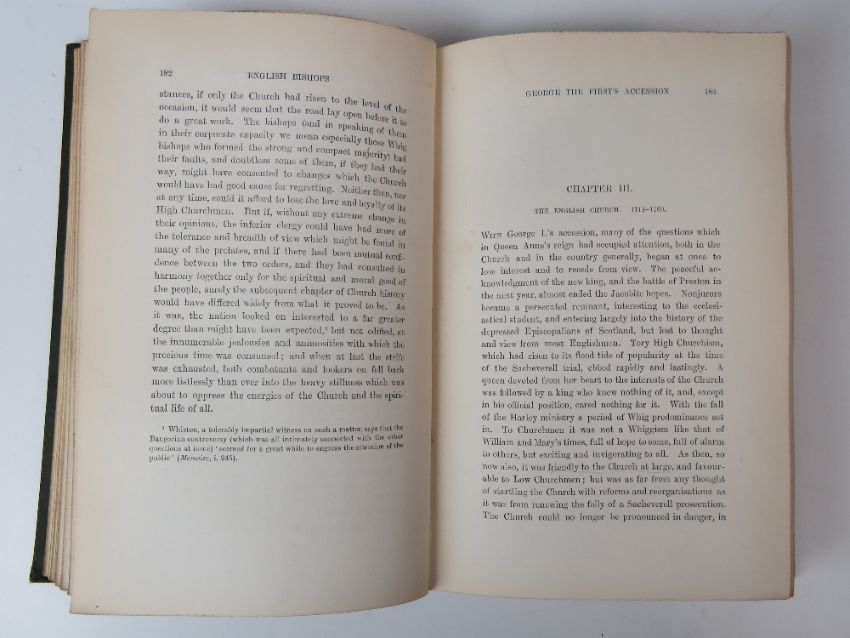 182 ENGLISH BISHOPS
stances, if only the Church had risen to the level of the
occasion, it would seem that the road lay open before it to
do a great work. The bishops (and in speaking of them
in their corporate capacity we mean especially those Whig
bishops who formed the strong and compact majority) had
their faults, and doubtless some of them, if they had their
way, might have consented to changes which the Church
would have had good cause for regretting. Neither then, nor
at any time, could it afford to lose the love and loyalty of its
High Churchmen. But if, without any extreme change in
their opinions, the inferior clergy could have had more of
the tolerance and breadth of view which might be found in
many of the prelates, and if there had been mutual confi-
dence between the two orders, and they had consulted in
harmony together only for the spiritual and moral good of
the people, surely the subsequent chapter of Church history
would have differed widely from what it proved to be. As
it was, the nation looked on interested to a far greater
degree than might have been expected,¹ but not edified, at
the innumerable jealousies and animosities with which the
precious time was consumed; and when at last the strife
was exhausted, both combatants and lookers on fell back
more listlessly than ever into the heavy stillness which was
about to oppress the energies of the Church and the spiri-
tual life of all.
¹ Whiston, a tolerably impartial witness on such a matter, says that the
Bangorian controversy (which was all intimately connected with the other
questions at issue) 'seemed for a great while to engross the attention of the
public' (Memoirs, i. 245).
GEORGE THE FIRST'S ACCESSION 183
CHAPTER III.
THE ENGLISH CHURCH. 1714-1760.
WITH George I.'s accession, many of the questions which
in Queen Anne's reign had occupied attention, both in the
Church and in the country generally, began at once to
lose interest and to recede from view. The peaceful ac-
knowledgment of the new king, and the battle of Preston in
the next year, almost ended the Jacobite hopes. Nonjurors
became a persecuted remnant, interesting to the ecclesi-
astical student, and entering largely into the history of the
depressed Episcopalians of Scotland, but lost to thought
and view from most Englishmen. Tory High Churchism,
which had risen to its flood tide of popularity at the time
of the Sacheverell trial, ebbed rapidly and lastingly. A
queen devoted from her heart to the interests of the Church
was followed by a king who knew nothing of it, and, except
in his official position, cared nothing for it. With the fall
of the Harley ministry a period of Whig predominance set
in. To Churchmen it was not a Whiggism like that of
William and Mary's times, full of hope to some, full of alarm
to others, but exciting and invigorating to all. As then, so
now also, it was friendly to the Church at large, and favour-
able to Low Churchmen; but was as far from any thought
of startling the Church with reforms and reorganisations as
it was from renewing the folly of a Sacheverell prosecution.
The Church could no longer be pronounced in danger, in